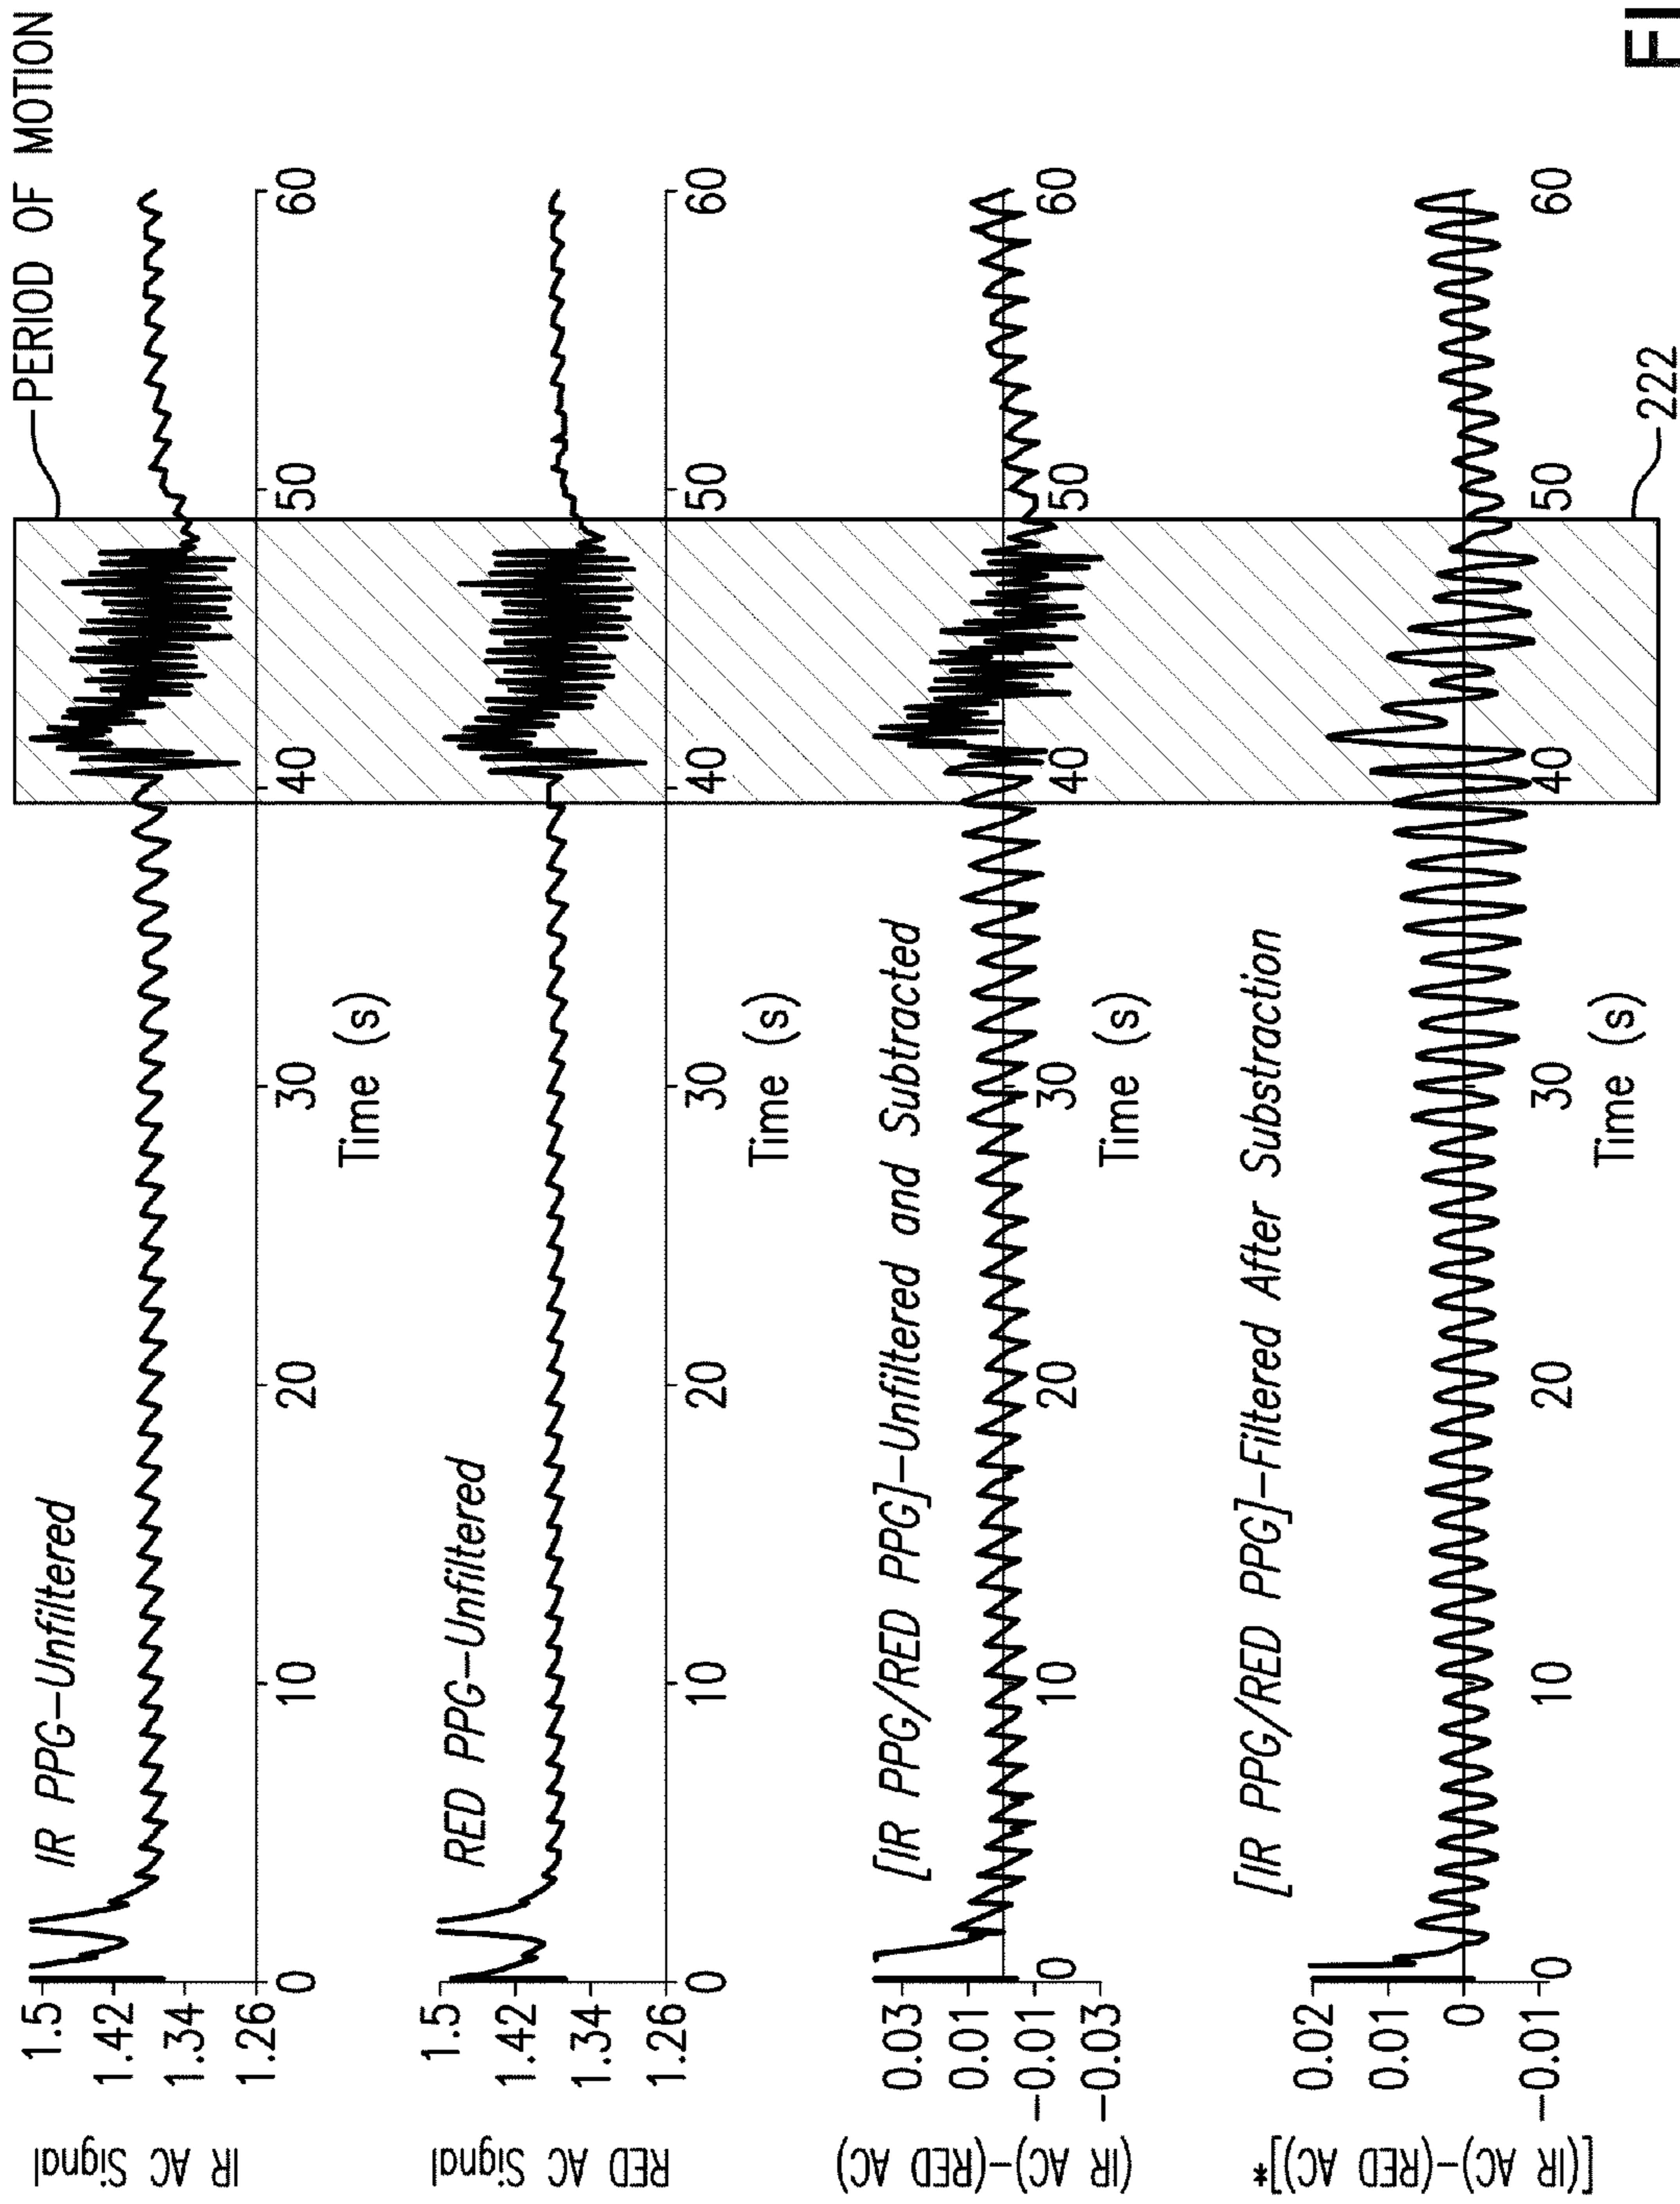 PERIOD OF MOTION
IR PPG-Unfiltered
IR AC Signal
1.5
1.42
1.34
1.26
0 10 20 30 40 50 60
Time (s)
RED PPG-Unfiltered
RED AC Signal
1.5
1.42
1.34
1.26
0 10 20 30 40 50 60
Time (s)
[IR PPG/RED PPG]-Unfiltered and Subtracted
(IR AC)-(RED AC)
0.03
0.01
-0.01
-0.03
0 10 20 30 40 50 60
Time (s)
[IR PPG/RED PPG]-Filtered After Substraction
[(IR AC)-(RED AC)]*
0.02
0.01
0
-0.01
0 10 20 30 40 50 60
Time (s)
222